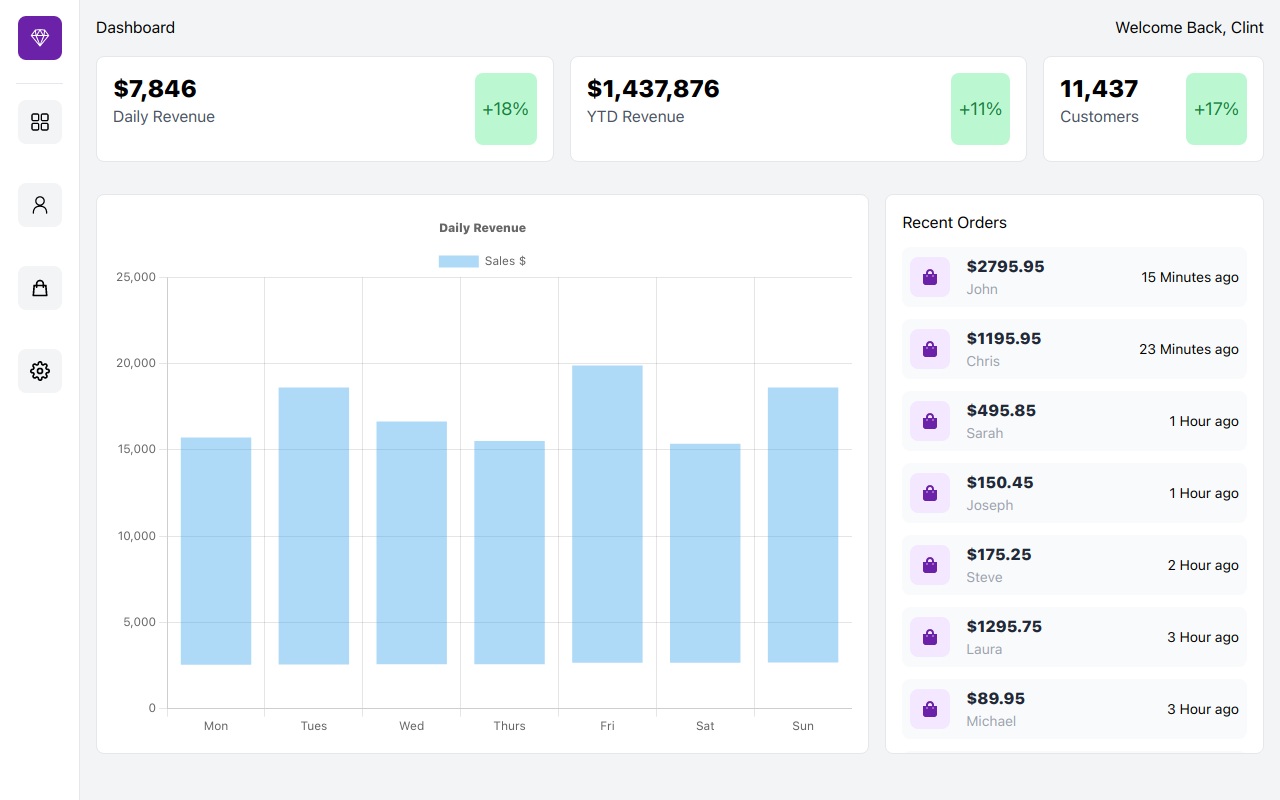 Dashboard
Welcome Back, Clint
$7,846
Daily Revenue
+18%
$1,437,876
YTD Revenue
+11%
11,437
Customers
+17%
Daily Revenue
Sales $
25,000
20,000
15,000
10,000
5,000
0
Mon Tues Wed Thurs Fri Sat Sun
Recent Orders
$2795.95
John
15 Minutes ago
$1195.95
Chris
23 Minutes ago
$495.85
Sarah
1 Hour ago
$150.45
Joseph
1 Hour ago
$175.25
Steve
2 Hour ago
$1295.75
Laura
3 Hour ago
$89.95
Michael
3 Hour ago